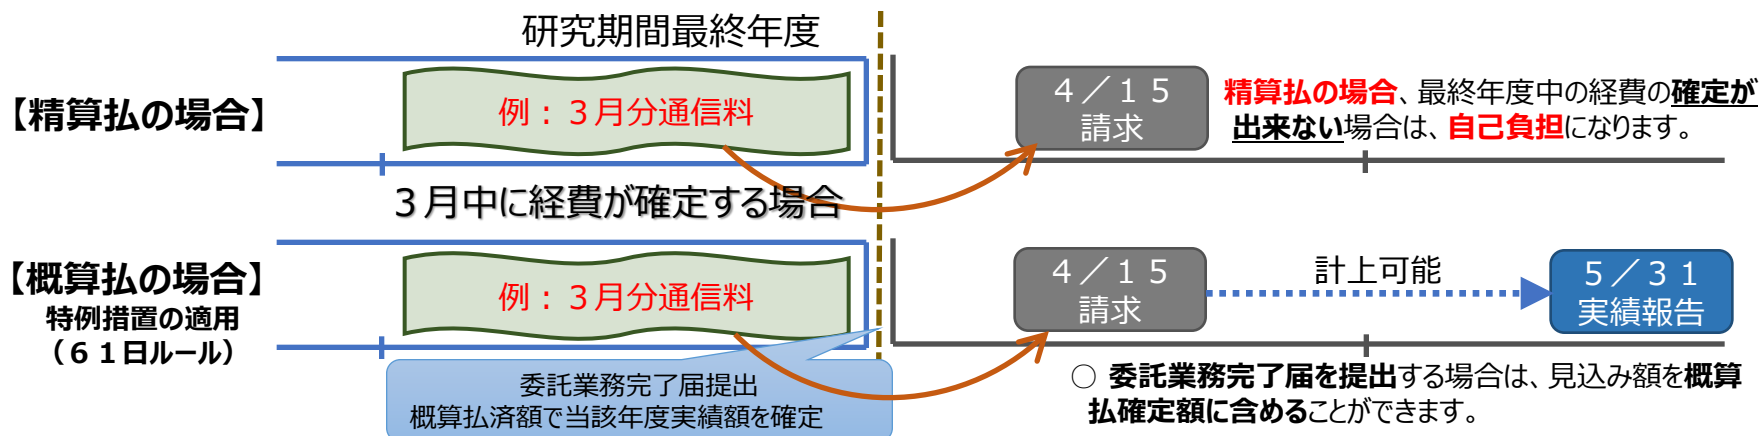 研究期間最終年度
【精算払の場合】
例：３月分通信料
４／１５
請求
精算払の場合、最終年度中の経費の確定が
出来ない場合は、自己負担になります。
３月中に経費が確定する場合
【概算払の場合】
特例措置の適用
（６１日ルール）
例：３月分通信料
４／１５
請求
計上可能
５／３１
実績報告
委託業務完了届提出
概算払済額で当該年度実績額を確定
○ 委託業務完了届を提出する場合は、見込み額を概算
払確定額に含めることができます。